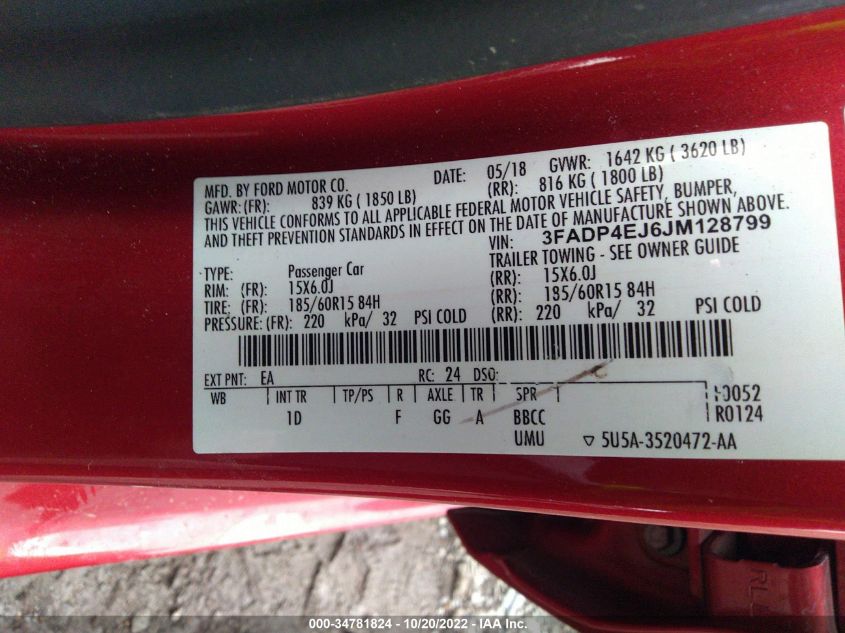 MFD. BY FORD MOTOR CO. DATE: 05/18 GVWR: 1642 KG ( 3620 LB)
GAWR: (FR): 839 KG ( 1850 LB) (RR): 816 KG ( 1800 LB)
THIS VEHICLE CONFORMS TO ALL APPLICABLE FEDERAL MOTOR VEHICLE SAFETY, BUMPER,
AND THEFT PREVENTION STANDARDS IN EFFECT ON THE DATE OF MANUFACTURE SHOWN ABOVE.
VIN: 3FADP4EJ6JM128799
TYPE: Passenger Car TRAILER TOWING - SEE OWNER GUIDE
RIM: (FR): 15X6.0J (RR): 15X6.0J
TIRE: (FR): 185/60R15 84H (RR): 185/60R15 84H
PRESSURE: (FR): 220 kPa/ 32 PSI COLD (RR): 220 kPa/ 32 PSI COLD
EXT PNT: EA RC: 24 DSO:
WB INT TR TP/PS R AXLE TR SPR
1D F GG A BBCC
UMU
R0124
▽ 5U5A-3520472-AA
000-34781824 - 10/20/2022 - IAA Inc.